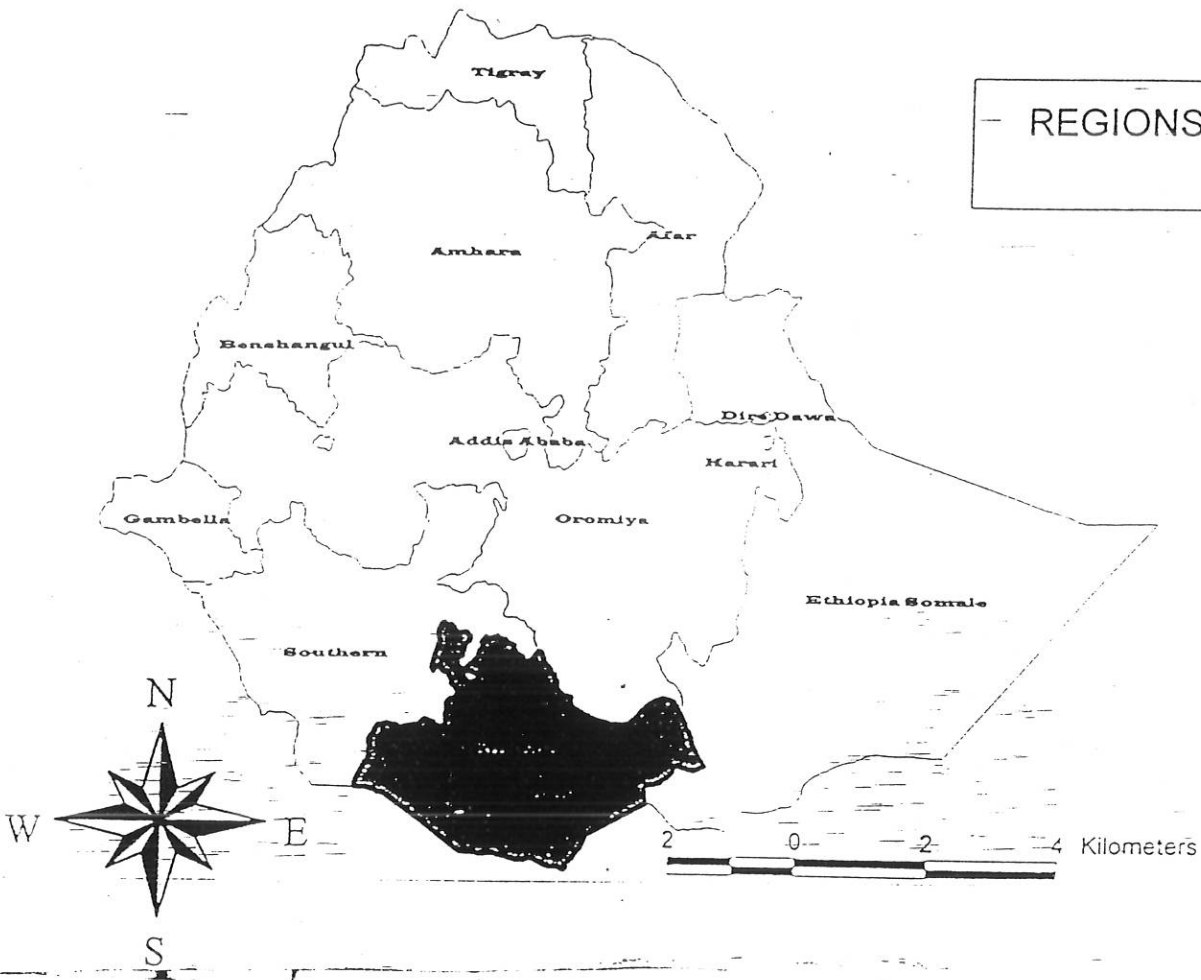 Tigray
REGIONS
Afar
Amhara
Benshangul
Dire Dawa
Addis Ababa
Harari
Gambella
Oromiya
Ethiopia Somale
Southern
N
W
E
S
2 0 2 4 Kilometers